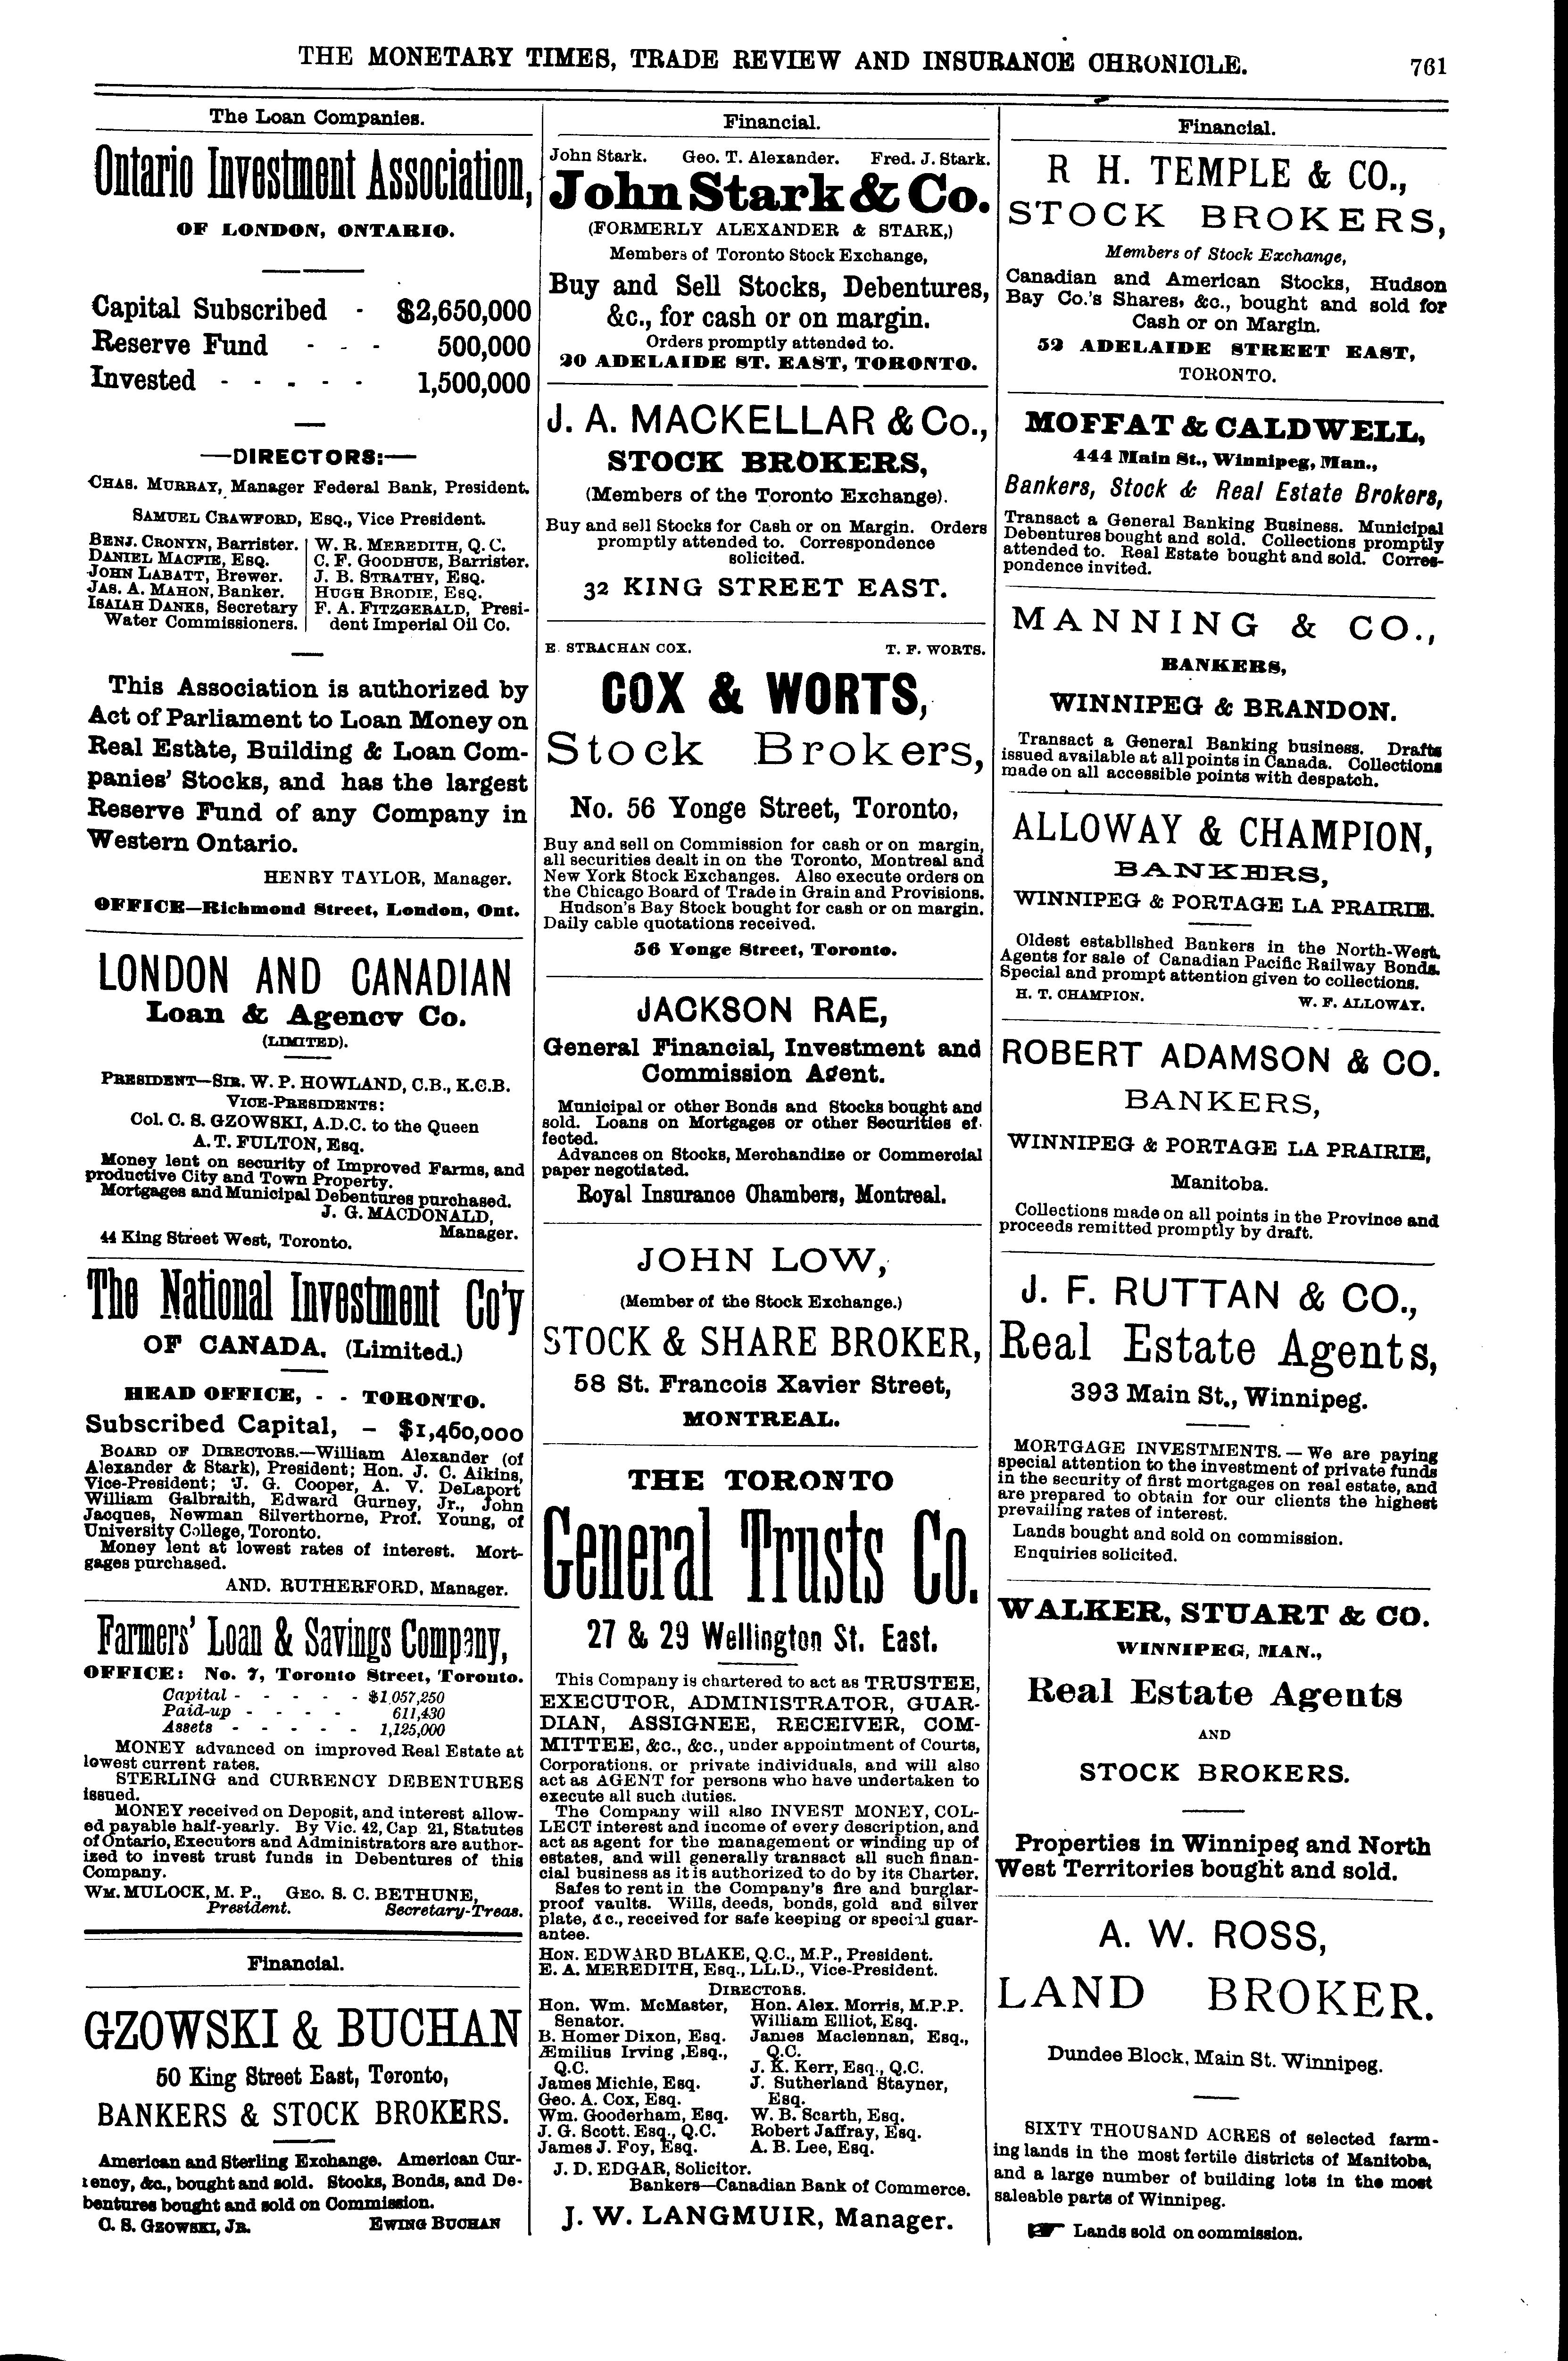 THE MONETARY TIMES, TRADE REVIEW AND INSURANCE CHRONICLE.
761
The Loan Companies.
Ontario Investment Association,
OF LONDON, ONTARIO.
Capital Subscribed - $2,650,000
Reserve Fund - - - 500,000
Invested - - - - - 1,500,000
—DIRECTORS:—
CHAS. MURRAY, Manager Federal Bank, President.
SAMUEL CRAWFORD, ESQ., Vice President.
BENJ. CRONYN, Barrister.
DANIEL MACFIE, ESQ.
JOHN LABATT, Brewer.
JAS. A. MAHON, Banker.
ISAIAH DANKS, Secretary
Water Commissioners.
W. R. MEREDITH, Q. C.
C. F. GOODHUE, Barrister.
J. B. STRATHY, ESQ.
HUGH BRODIE, ESQ.
F. A. FITZGERALD, Presi-
dent Imperial Oil Co.
This Association is authorized by
Act of Parliament to Loan Money on
Real Estate, Building & Loan Com-
panies' Stocks, and has the largest
Reserve Fund of any Company in
Western Ontario.
HENRY TAYLOR, Manager.
OFFICE—Richmond Street, London, Ont.
LONDON AND CANADIAN
Loan & Agency Co.
(LIMITED).
PRESIDENT—SIR. W. P. HOWLAND, C.B., K.C.B.
VICE-PRESIDENTS:
Col. C. S. GZOWSKI, A.D.C. to the Queen
A. T. FULTON, Esq.
Money lent on security of Improved Farms, and
productive City and Town Property.
Mortgages and Municipal Debentures purchased.
J. G. MACDONALD,
Manager.
44 King Street West, Toronto.
The National Investment Co'y
OF CANADA. (Limited.)
HEAD OFFICE, - - TORONTO.
Subscribed Capital, – $1,460,000
BOARD OF DIRECTORS.—William Alexander (of
Alexander & Stark), President; Hon. J. C. Aikins,
Vice-President; J. G. Cooper, A. V. DeLaport
William Galbraith, Edward Gurney, Jr., John
Jacques, Newman Silverthorne, Prof. Young, of
University College, Toronto.
Money lent at lowest rates of interest. Mort-
gages purchased.
AND. RUTHERFORD, Manager.
Farmers' Loan & Savings Company,
OFFICE: No. 7, Toronto Street, Toronto.
Capital - - - - - $1,057,250
Paid-up - - - - 611,430
Assets - - - - - 1,125,000
MONEY advanced on improved Real Estate at
lowest current rates.
STERLING and CURRENCY DEBENTURES
issued.
MONEY received on Deposit, and interest allow-
ed payable half-yearly. By Vic. 42, Cap 21, Statutes
of Ontario, Executors and Administrators are author-
ized to invest trust funds in Debentures of this
Company.
WM. MULOCK, M. P., GEO. S. C. BETHUNE,
President. Secretary-Treas.
Financial.
GZOWSKI & BUCHAN
50 King Street East, Toronto,
BANKERS & STOCK BROKERS.
American and Sterling Exchange. American Cur-
rency, &c., bought and sold. Stocks, Bonds, and De-
bentures bought and sold on Commission.
C. S. GZOWSKI, JR. EWING BUCHAN
Financial.
John Stark. Geo. T. Alexander. Fred. J. Stark.
John Stark & Co.
(FORMERLY ALEXANDER & STARK,)
Members of Toronto Stock Exchange,
Buy and Sell Stocks, Debentures,
&c., for cash or on margin.
Orders promptly attended to.
20 ADELAIDE ST. EAST, TORONTO.
J. A. MACKELLAR & Co.,
STOCK BROKERS,
(Members of the Toronto Exchange).
Buy and sell Stocks for Cash or on Margin. Orders
promptly attended to. Correspondence
solicited.
32 KING STREET EAST.
E. STRACHAN COX. T. F. WORTS.
COX & WORTS,
Stock Brokers,
No. 56 Yonge Street, Toronto,
Buy and sell on Commission for cash or on margin,
all securities dealt in on the Toronto, Montreal and
New York Stock Exchanges. Also execute orders on
the Chicago Board of Trade in Grain and Provisions.
Hudson's Bay Stock bought for cash or on margin.
Daily cable quotations received.
56 Yonge Street, Toronto.
JACKSON RAE,
General Financial, Investment and
Commission Agent.
Municipal or other Bonds and Stocks bought and
sold. Loans on Mortgages or other Securities ef-
fected.
Advances on Stocks, Merchandise or Commercial
paper negotiated.
Royal Insurance Chambers, Montreal.
JOHN LOW,
(Member of the Stock Exchange.)
STOCK & SHARE BROKER,
58 St. Francois Xavier Street,
MONTREAL.
THE TORONTO
General Trusts Co.
27 & 29 Wellington St. East.
This Company is chartered to act as TRUSTEE,
EXECUTOR, ADMINISTRATOR, GUAR-
DIAN, ASSIGNEE, RECEIVER, COM-
MITTEE, &c., &c., under appointment of Courts,
Corporations, or private individuals, and will also
act as AGENT for persons who have undertaken to
execute all such duties.
The Company will also INVEST MONEY, COL-
LECT interest and income of every description, and
act as agent for the management or winding up of
estates, and will generally transact all such finan-
cial business as it is authorized to do by its Charter.
Safes to rent in the Company's fire and burglar-
proof vaults. Wills, deeds, bonds, gold and silver
plate, &c., received for safe keeping or special guar-
antee.
HON. EDWARD BLAKE, Q.C., M.P., President.
E. A. MEREDITH, Esq., LL.D., Vice-President.
DIRECTORS.
Hon. Wm. McMaster,
Senator.
B. Homer Dixon, Esq.
Æmilius Irving ,Esq.,
Q.C.
James Michie, Esq.
Geo. A. Cox, Esq.
Wm. Gooderham, Esq.
J. G. Scott. Esq., Q.C.
James J. Foy, Esq.
Hon. Alex. Morris, M.P.P.
William Elliot, Esq.
James Maclennan, Esq.,
Q.C.
J. K. Kerr, Esq., Q.C.
J. Sutherland Stayner,
Esq.
W. B. Scarth, Esq.
Robert Jaffray, Esq.
A. B. Lee, Esq.
J. D. EDGAR, Solicitor.
Bankers—Canadian Bank of Commerce.
J. W. LANGMUIR, Manager.
Financial.
R H. TEMPLE & CO.,
STOCK BROKERS,
Members of Stock Exchange,
Canadian and American Stocks, Hudson
Bay Co.'s Shares, &c., bought and sold for
Cash or on Margin.
52 ADELAIDE STREET EAST,
TORONTO.
MOFFAT & CALDWELL,
444 Main St., Winnipeg, Man.,
Bankers, Stock & Real Estate Brokers,
Transact a General Banking Business. Municipal
Debentures bought and sold. Collections promptly
attended to. Real Estate bought and sold. Corres-
pondence invited.
MANNING & CO.,
BANKERS,
WINNIPEG & BRANDON.
Transact a General Banking business. Drafts
issued available at all points in Canada. Collections
made on all accessible points with despatch.
ALLOWAY & CHAMPION,
BANKERS,
WINNIPEG & PORTAGE LA PRAIRIE.
Oldest established Bankers in the North-West.
Agents for sale of Canadian Pacific Railway Bonds.
Special and prompt attention given to collections.
H. T. CHAMPION. W. F. ALLOWAY.
ROBERT ADAMSON & CO.
BANKERS,
WINNIPEG & PORTAGE LA PRAIRIE,
Manitoba.
Collections made on all points in the Province and
proceeds remitted promptly by draft.
J. F. RUTTAN & CO.,
Real Estate Agents,
393 Main St., Winnipeg.
MORTGAGE INVESTMENTS.—We are paying
special attention to the investment of private funds
in the security of first mortgages on real estate, and
are prepared to obtain for our clients the highest
prevailing rates of interest.
Lands bought and sold on commission.
Enquiries solicited.
WALKER, STUART & CO.
WINNIPEG, MAN.,
Real Estate Agents
AND
STOCK BROKERS.
Properties in Winnipeg and North
West Territories bought and sold.
A. W. ROSS,
LAND BROKER.
Dundee Block, Main St. Winnipeg.
SIXTY THOUSAND ACRES of selected farm-
ing lands in the most fertile districts of Manitoba,
and a large number of building lots in the most
saleable parts of Winnipeg.
☞ Lands sold on commission.